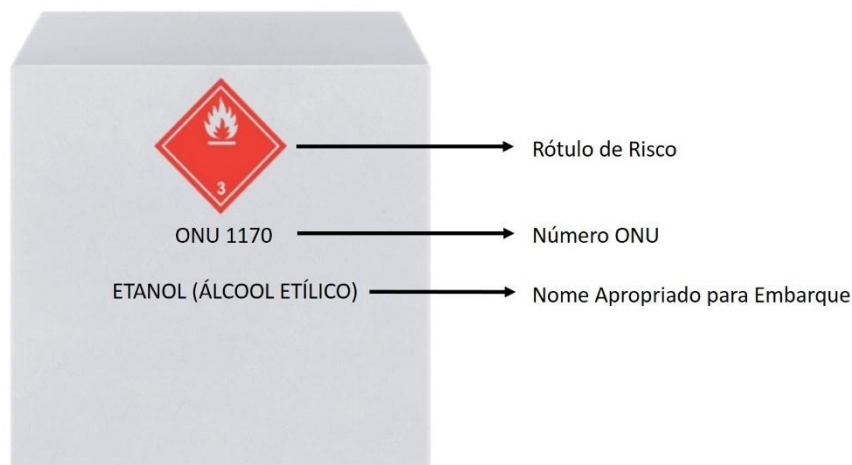 3
Rótulo de Risco
ONU 1170
Número ONU
ETANOL (ÁLCOOL ETÍLICO)
Nome Apropriado para Embarque